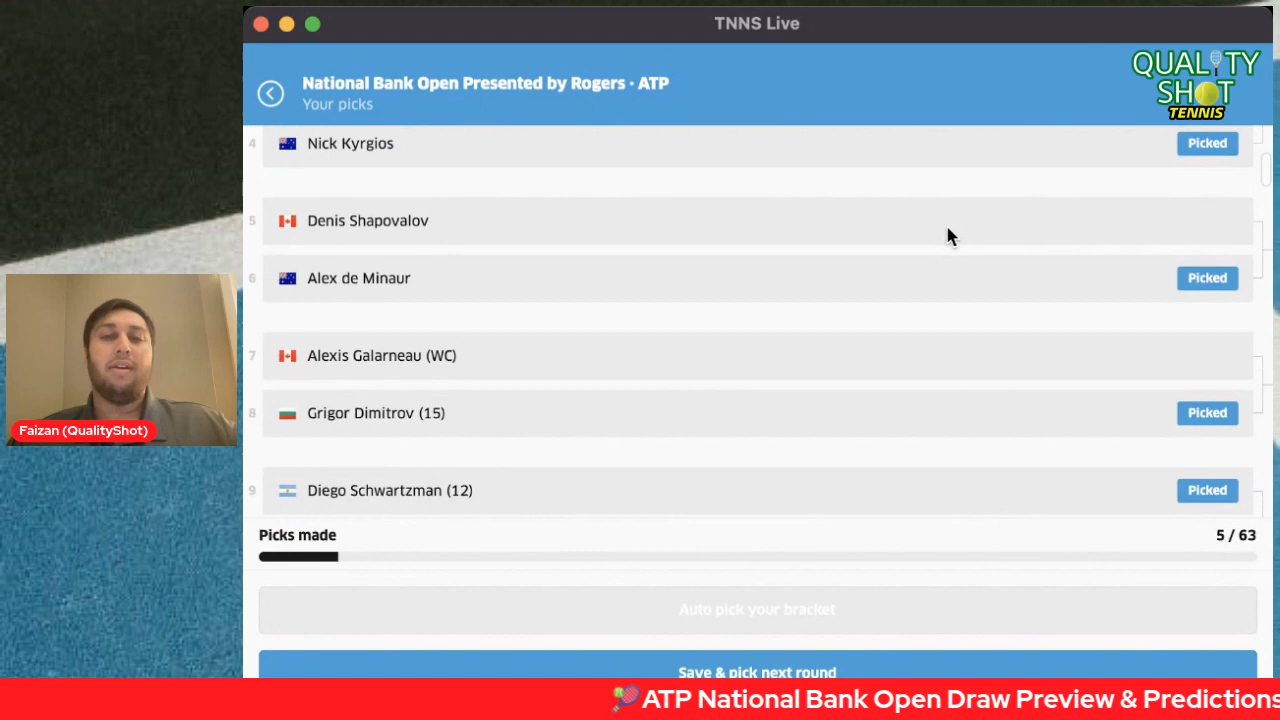 TNNS Live
National Bank Open Presented by Rogers · ATP
Your picks
QUALITY
SHOT
TENNIS
4 Nick Kyrgios Picked
5 Denis Shapovalov
6 Alex de Minaur Picked
7 Alexis Galarneau (WC)
8 Grigor Dimitrov (15) Picked
9 Diego Schwartzman (12) Picked
Picks made 5 / 63
Auto pick your bracket
Save & pick next round
Faizan (QualityShot)
ATP National Bank Open Draw Preview & Predictions